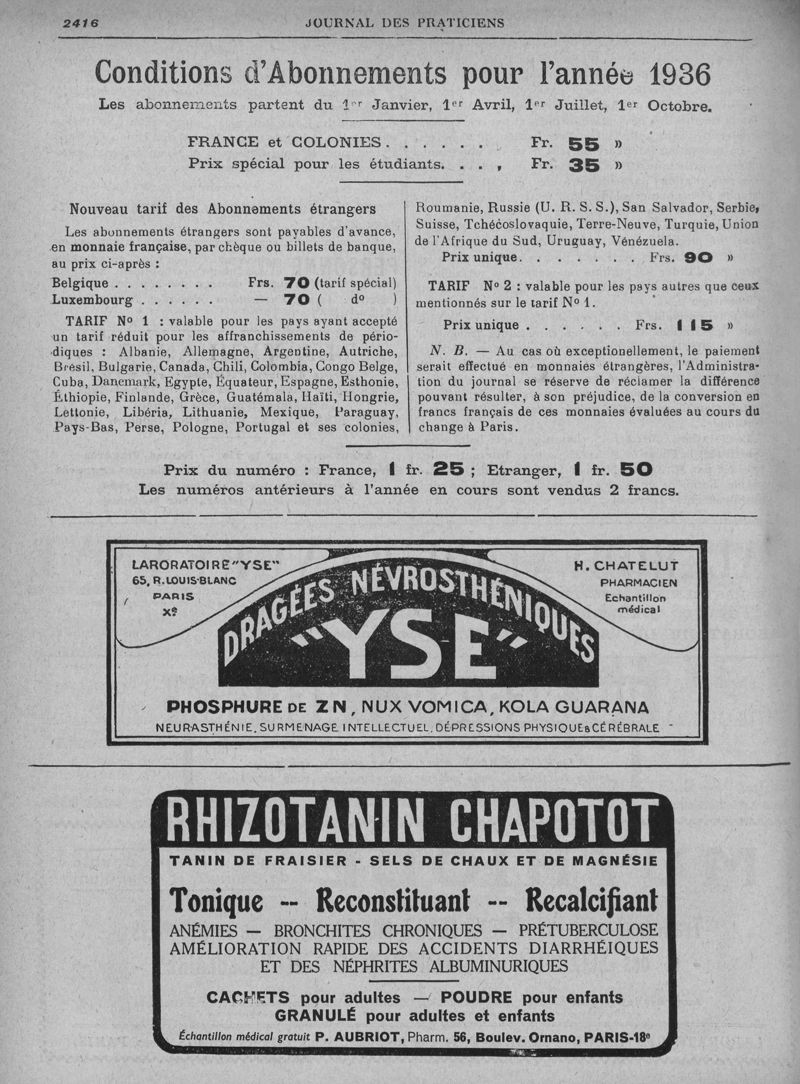 2416
JOURNAL DES PRATICIENS
Conditions d'Abonnements pour l'année 1936
Les abonnements partent du 1er Janvier, 1er Avril, 1er Juillet, 1er Octobre.
FRANCE et COLONIES . . . . . . Fr. 55 »
Prix spécial pour les étudiants. . . , Fr. 35 »
Nouveau tarif des Abonnements étrangers
Les abonnements étrangers sont payables d'avance,
en monnaie française, par chèque ou billets de banque,
au prix ci-après :
Belgique . . . . . . . . Frs. 70 (tarif spécial)
Luxembourg . . . . . . — 70 ( do )
TARIF No 1 : valable pour les pays ayant accepté
un tarif réduit pour les affranchissements de pério-
diques : Albanie, Allemagne, Argentine, Autriche,
Brésil, Bulgarie, Canada, Chili, Colombia, Congo Belge,
Cuba, Danemark, Egypte, Équateur, Espagne, Esthonie,
Éthiopie, Finlande, Grèce, Guatémala, Haïti, Hongrie,
Lettonie, Libéria, Lithuanie, Mexique, Paraguay,
Pays-Bas, Perse, Pologne, Portugal et ses colonies,
Roumanie, Russie (U. R. S. S.), San Salvador, Serbie,
Suisse, Tchécoslovaquie, Terre-Neuve, Turquie, Union
de l'Afrique du Sud, Uruguay, Vénézuela.
Prix unique. . . . . . . . Frs. 90 »
TARIF No 2 : valable pour les pays autres que ceux
mentionnés sur le tarif No 1.
Prix unique . . . . . . Frs. 115 »
N. B. — Au cas où exceptionellement, le paiement
serait effectué en monnaies étrangères, l'Administra-
tion du journal se réserve de réclamer la différence
pouvant résulter, à son préjudice, de la conversion en
francs français de ces monnaies évaluées au cours du
change à Paris.
Prix du numéro : France, 1 fr. 25 ; Etranger, 1 fr. 50
Les numéros antérieurs à l'année en cours sont vendus 2 francs.
LARORATOIRE "YSE"
65, R. LOUIS-BLANC
PARIS
Xe
H. CHATELUT
PHARMACIEN
Echantillon
médical
DRAGÉES NÉVROSTHÉNIQUES
"YSE"
PHOSPHURE DE ZN, NUX VOMICA, KOLA GUARANA
NEURASTHÉNIE, SURMENAGE INTELLECTUEL, DÉPRESSIONS PHYSIQUE & CÉRÉBRALE
RHIZOTANIN CHAPOTOT
TANIN DE FRAISIER - SELS DE CHAUX ET DE MAGNÉSIE
Tonique -- Reconstituant -- Recalcifiant
ANÉMIES — BRONCHITES CHRONIQUES — PRÉTUBERCULOSE
AMÉLIORATION RAPIDE DES ACCIDENTS DIARRHÉIQUES
ET DES NÉPHRITES ALBUMINURIQUES
CACHETS pour adultes — POUDRE pour enfants
GRANULÉ pour adultes et enfants
Échantillon médical gratuit P. AUBRIOT, Pharm. 56, Boulev. Ornano, PARIS-18e